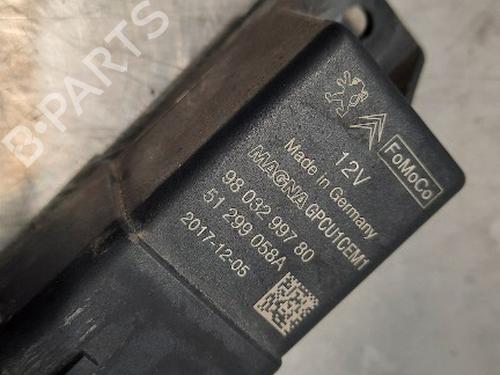 B-PARTS
FoMoCo
12V
Made in Germany
MAGNA GPCU1CEM1
98 032 997 80
51 299 058A
2017-12-05